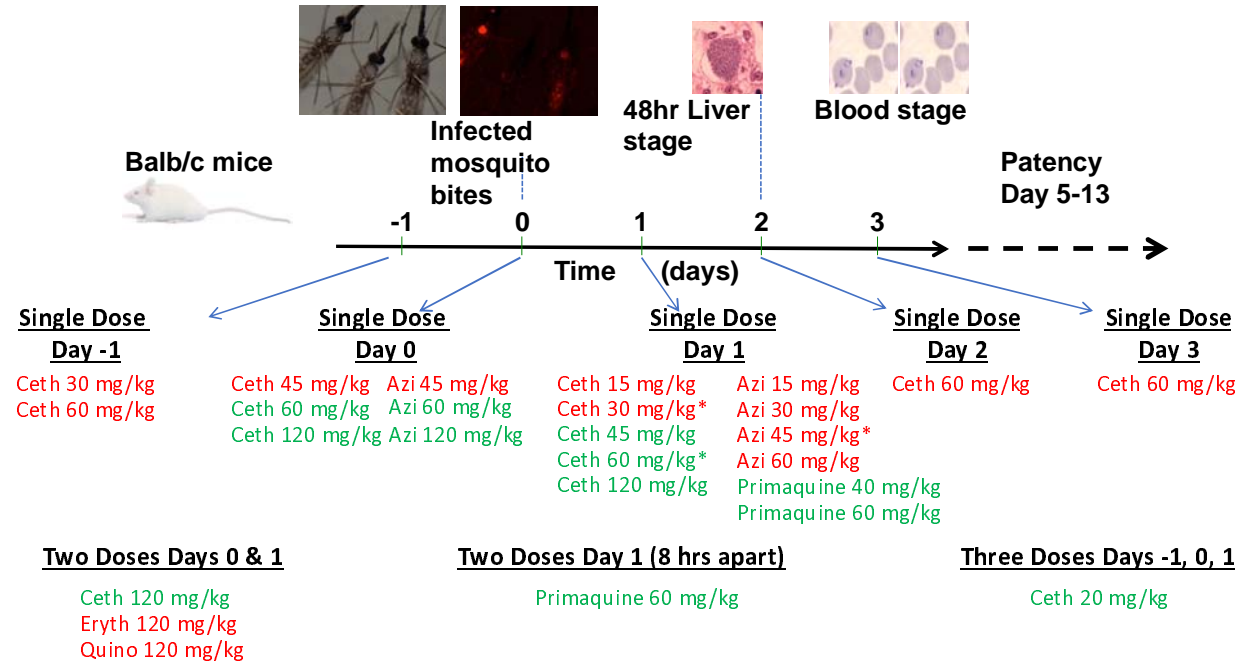 Infected
mosquito
bites
48hr Liver
stage
Blood stage
Balb/c mice
Patency
Day 5-13
-1
0
1
2
3
Time (days)
Single Dose
Day -1
Ceth 30 mg/kg
Ceth 60 mg/kg
Single Dose
Day 0
Ceth 45 mg/kg Azi 45 mg/kg
Ceth 60 mg/kg Azi 60 mg/kg
Ceth 120 mg/kg Azi 120 mg/kg
Single Dose
Day 1
Ceth 15 mg/kg Azi 15 mg/kg
Ceth 30 mg/kg* Azi 30 mg/kg
Ceth 45 mg/kg Azi 45 mg/kg*
Ceth 60 mg/kg* Azi 60 mg/kg
Ceth 120 mg/kg Primaquine 40 mg/kg
Primaquine 60 mg/kg
Single Dose
Day 2
Ceth 60 mg/kg
Single Dose
Day 3
Ceth 60 mg/kg
Two Doses Days 0 & 1
Ceth 120 mg/kg
Eryth 120 mg/kg
Quino 120 mg/kg
Two Doses Day 1 (8 hrs apart)
Primaquine 60 mg/kg
Three Doses Days -1, 0, 1
Ceth 20 mg/kg